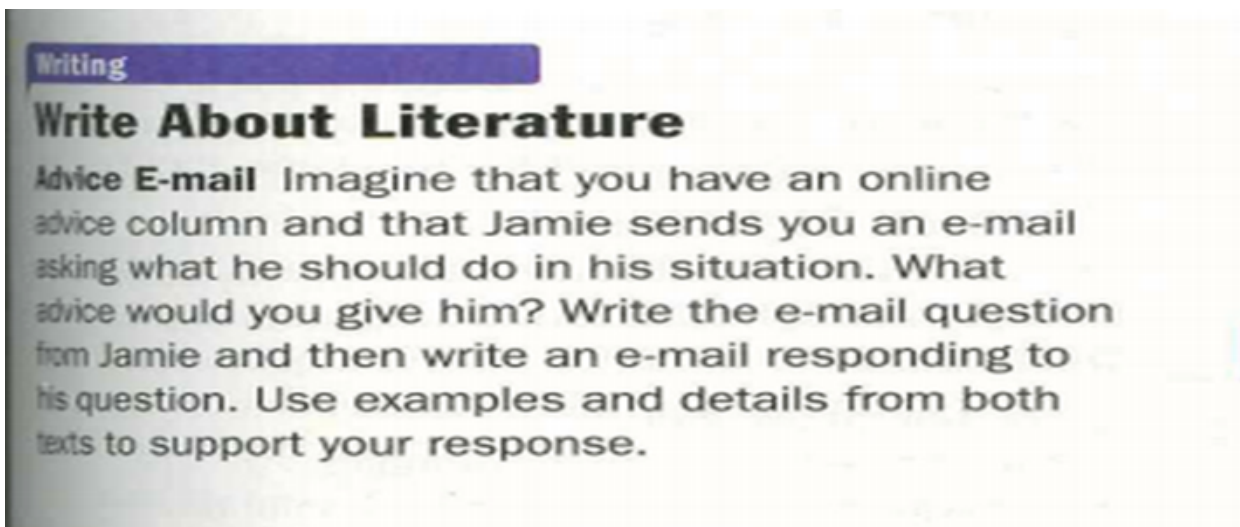 Writing
Write About Literature
Advice E-mail Imagine that you have an online
advice column and that Jamie sends you an e-mail
asking what he should do in his situation. What
advice would you give him? Write the e-mail question
from Jamie and then write an e-mail responding to
his question. Use examples and details from both
texts to support your response.